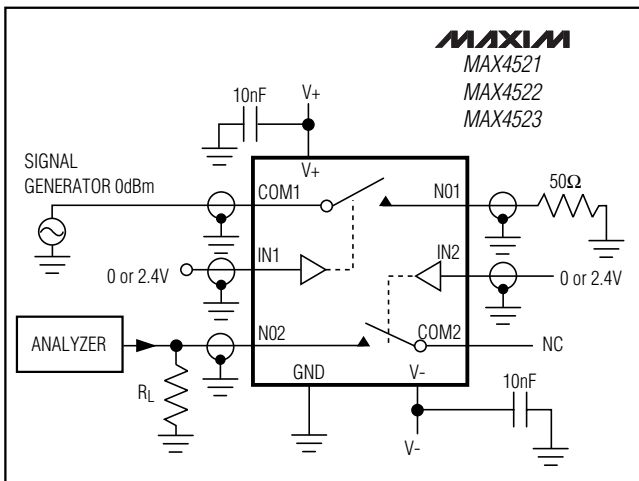 MAXIM
MAX4521
MAX4522
MAX4523
10nF
V+
V+
SIGNAL
GENERATOR 0dBm
COM1
N01
50Ω
IN1
IN2
0 or 2.4V
0 or 2.4V
ANALYZER
N02
COM2
NC
RL
GND
V-
10nF
V-